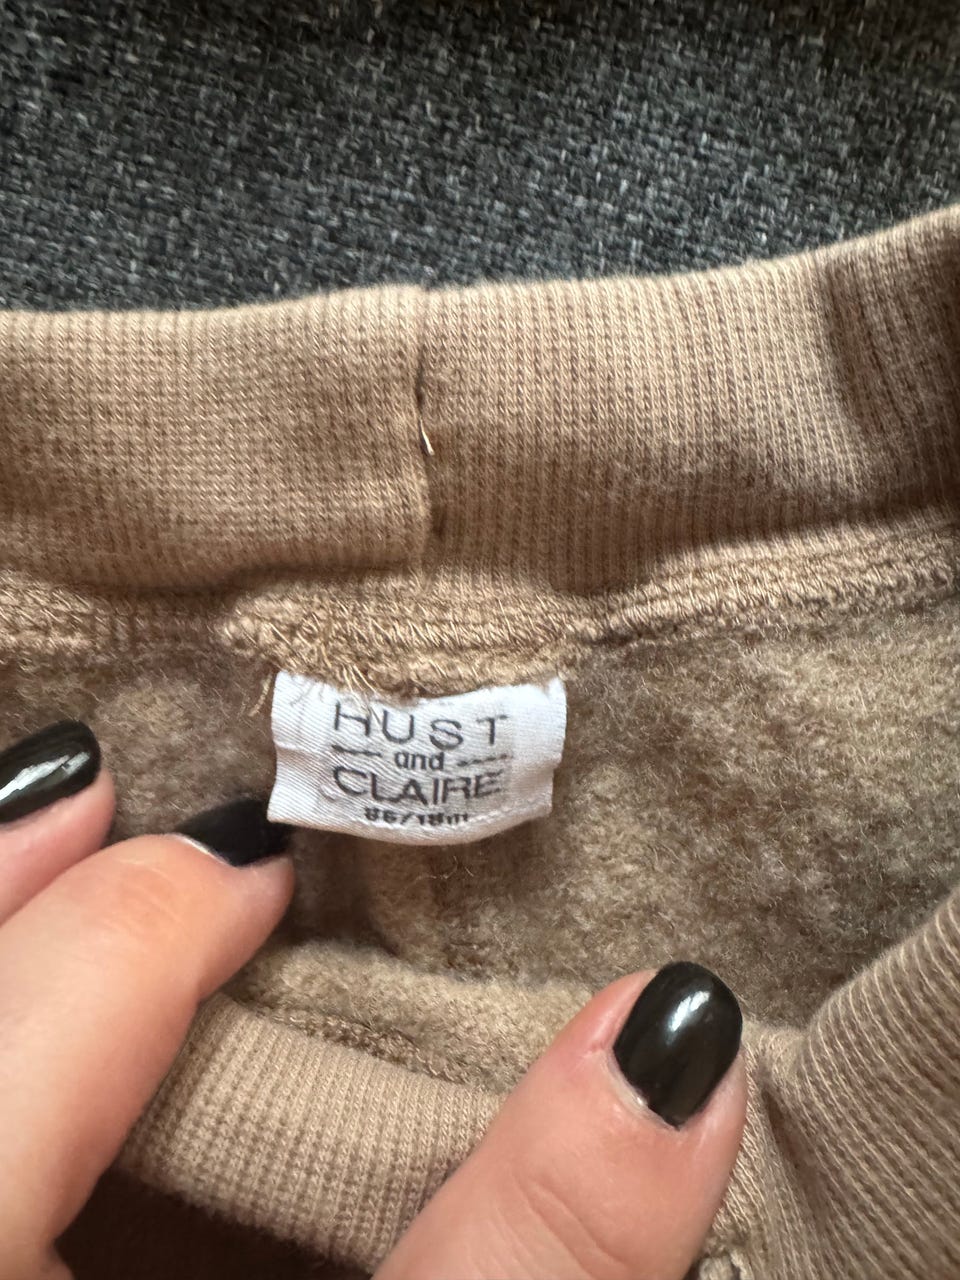 HUST
and
CLAIRE
86/18m